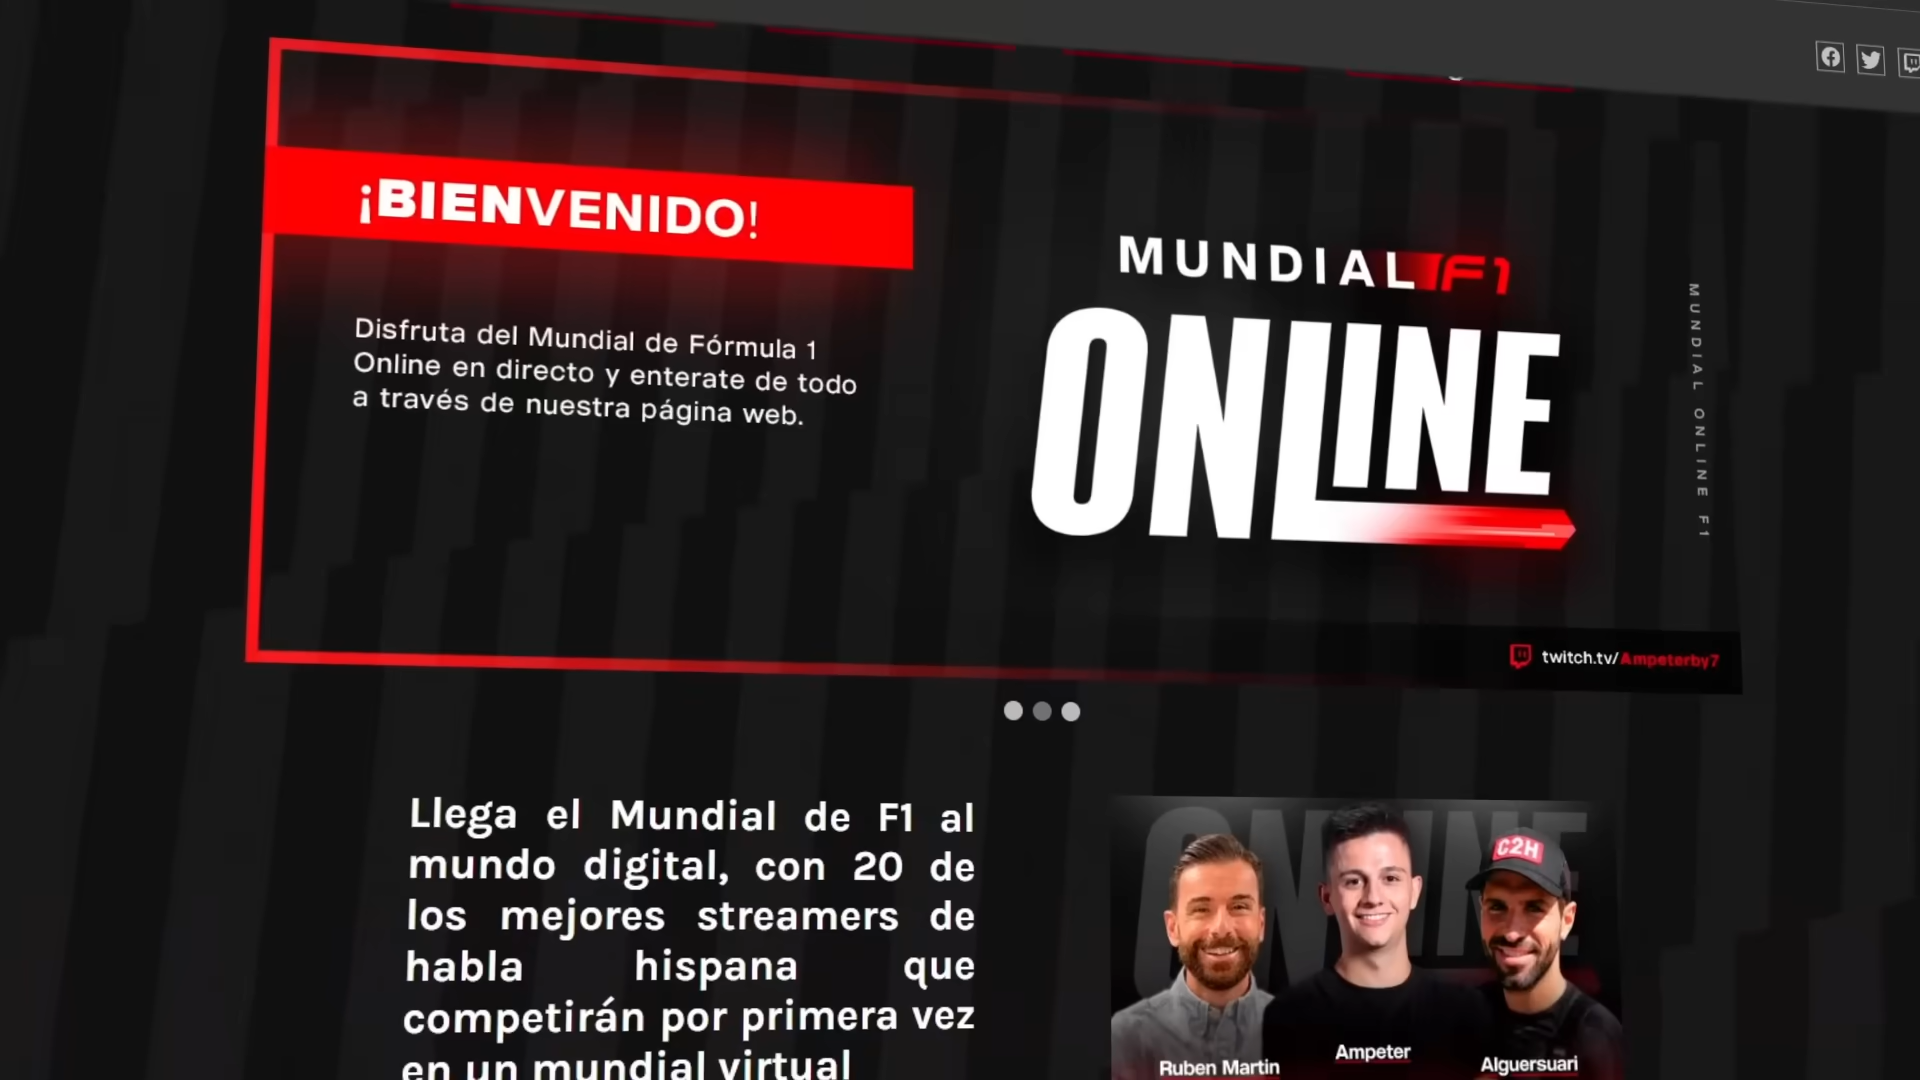 ¡BIENVENIDO!
Disfruta del Mundial de Fórmula 1
Online en directo y enterate de todo
a través de nuestra página web.
MUNDIAL F1
ONLINE
MUNDIAL ONLINE F1
twitch.tv/Ampeterby7
Llega el Mundial de F1 al
mundo digital, con 20 de
los mejores streamers de
habla hispana que
competirán por primera vez
en un mundial virtual
ONLINE
C2H
Ruben Martin
Ampeter
Alguersuari